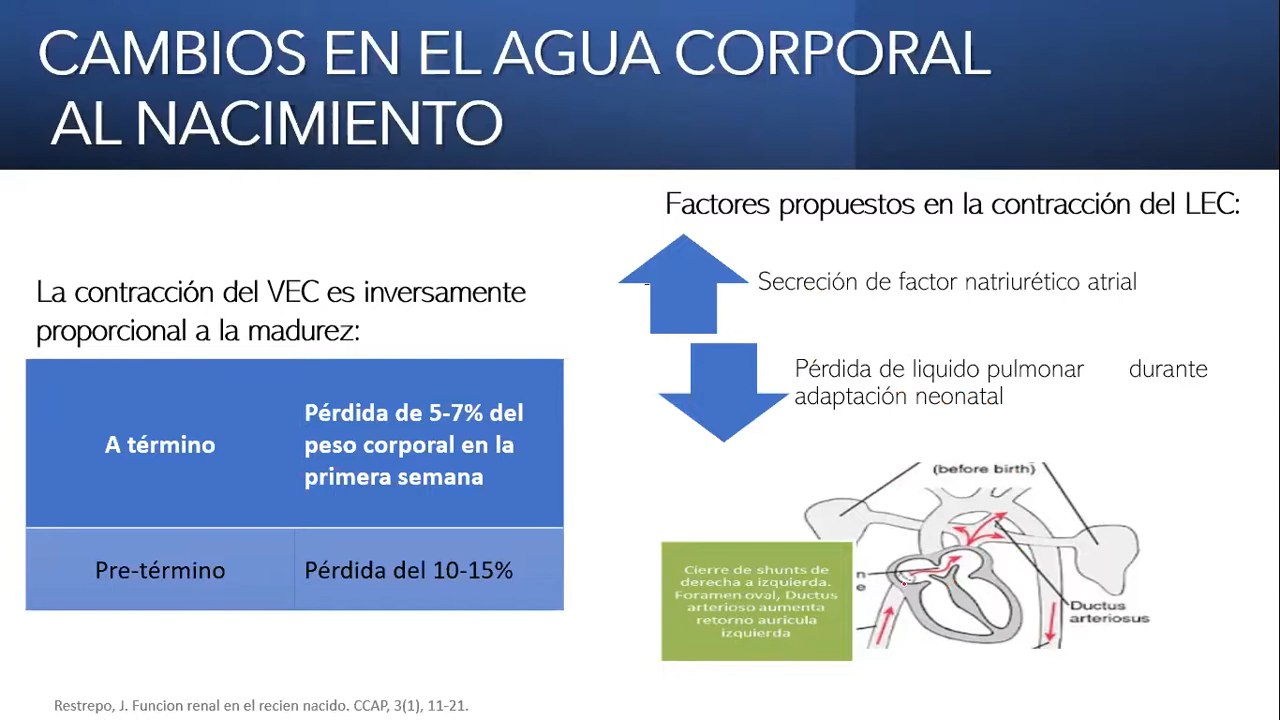 CAMBIOS EN EL AGUA CORPORAL
AL NACIMIENTO
La contracción del VEC es inversamente
proporcional a la madurez:
A término
Pérdida de 5-7% del
peso corporal en la
primera semana
Pre-término
Pérdida del 10-15%
Factores propuestos en la contracción del LEC:
Secreción de factor natriurético atrial
Pérdida de liquido pulmonar durante
adaptación neonatal
Cierre de shunts de
derecha a izquierda.
Foramen oval, Ductus
arterioso aumenta
retorno auricula
izquierda
(before birth)
n
e
Ductus
arteriosus
Restrepo, J. Funcion renal en el recien nacido. CCAP, 3(1), 11-21.